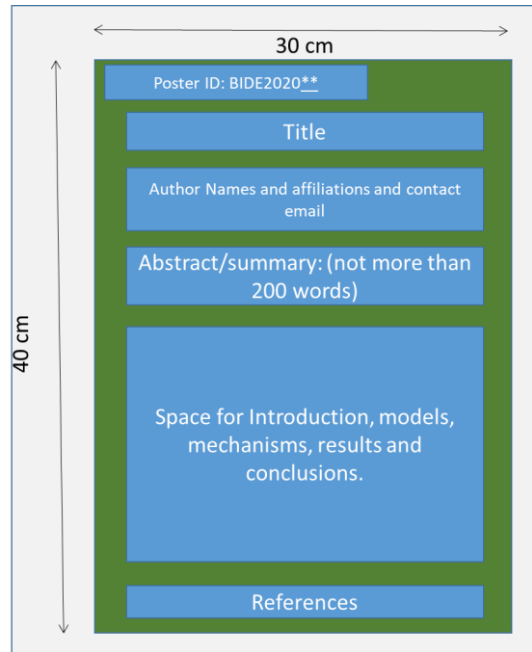 30 cm
40 cm
Poster ID: BIDE2020**
Title
Author Names and affiliations and contact
email
Abstract/summary: (not more than
200 words)
Space for Introduction, models,
mechanisms, results and
conclusions.
References